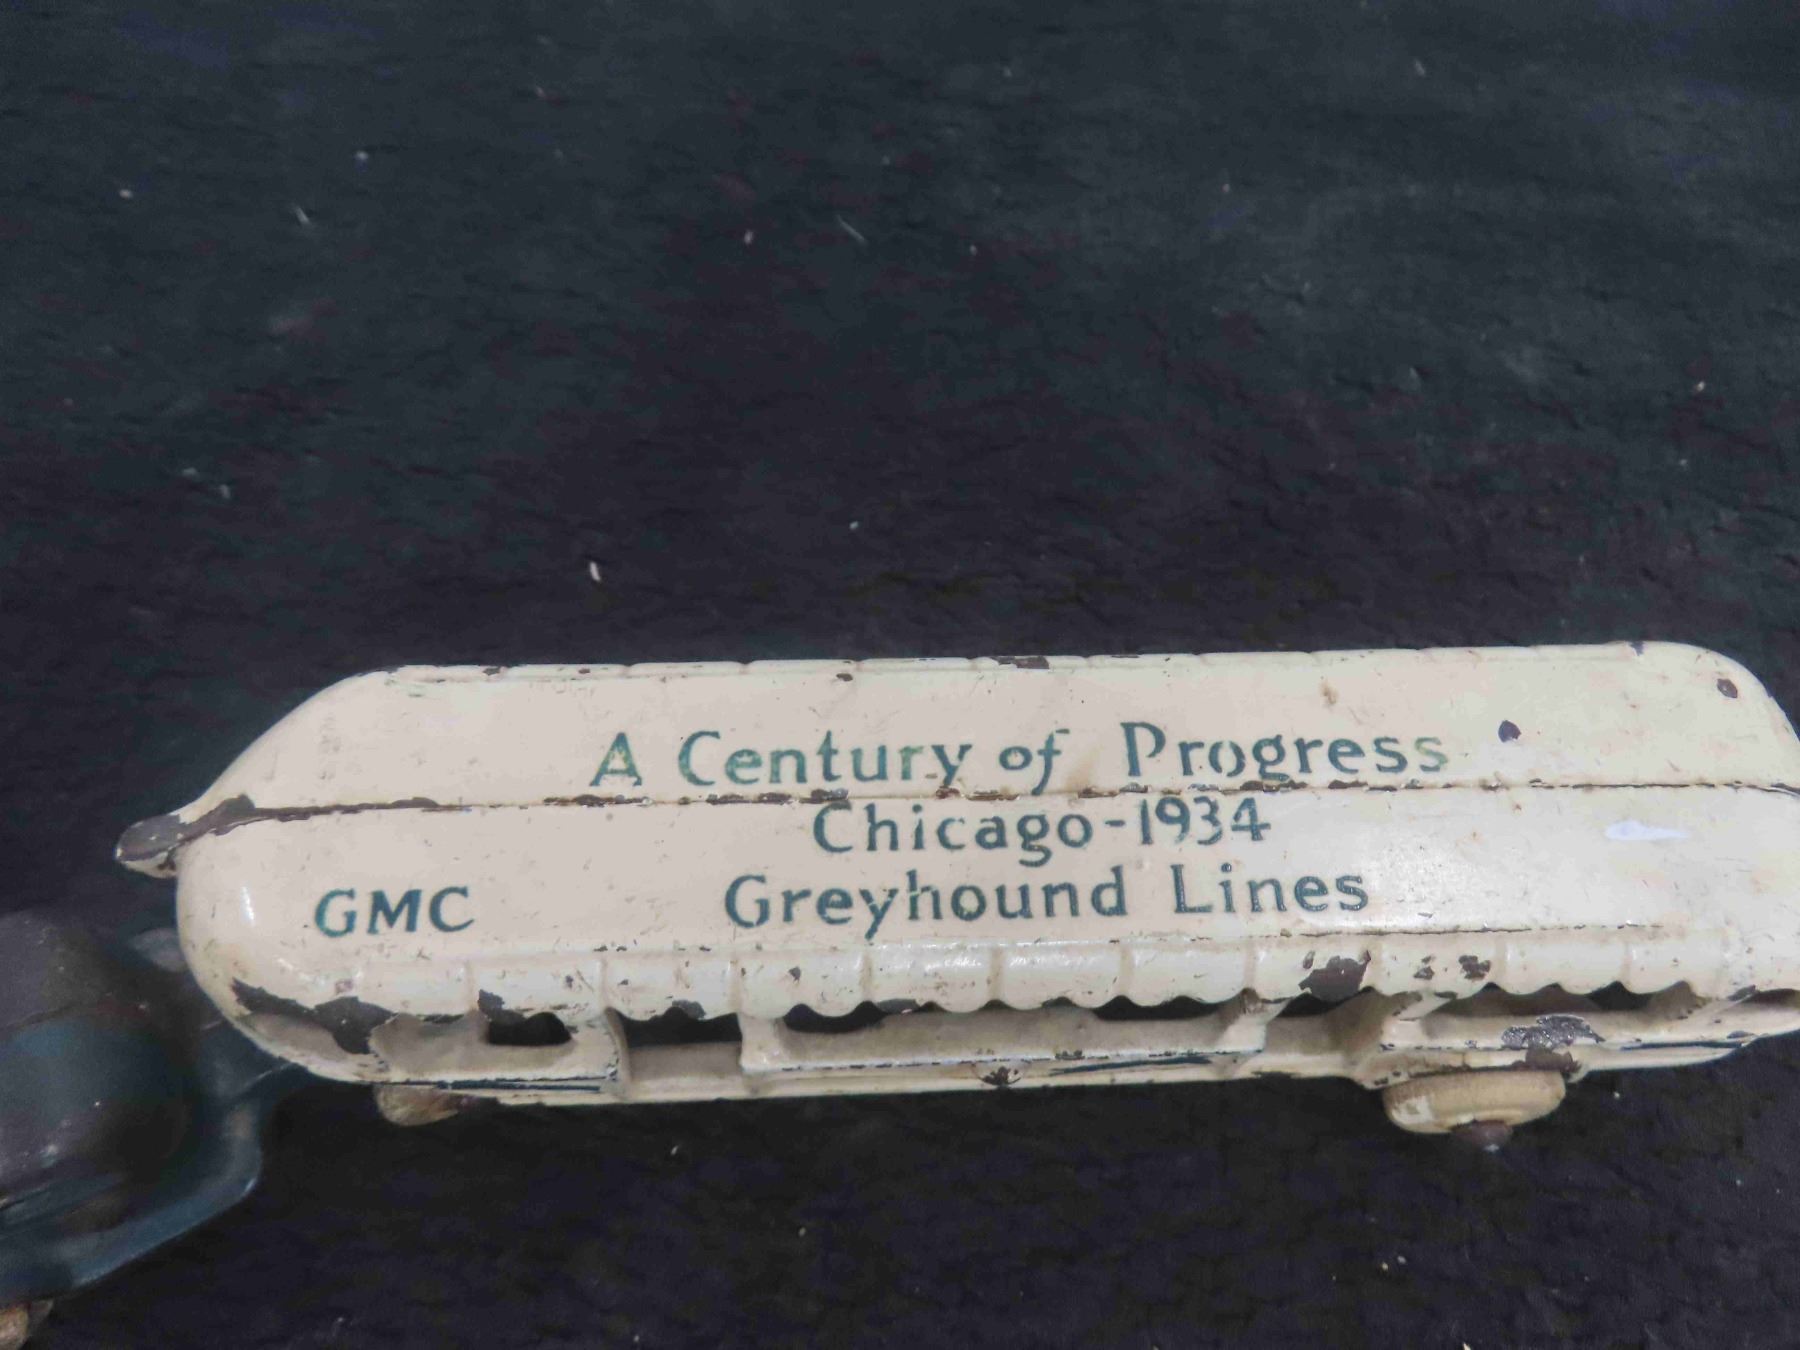 A Century of Progress
Chicago-1934
GMC Greyhound Lines